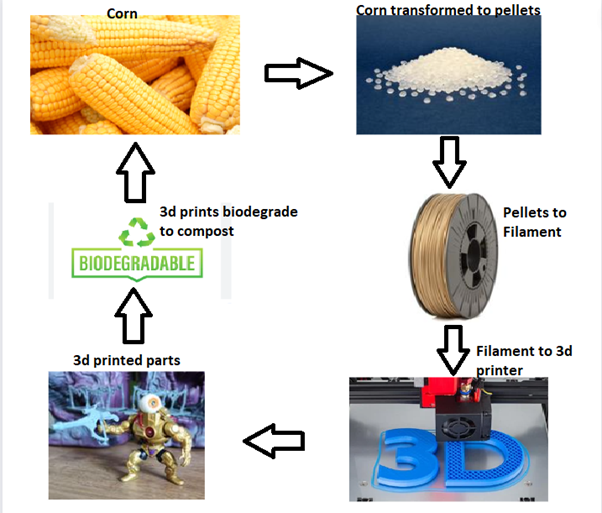 Corn
Corn transformed to pellets
Pellets to
Filament
Filament to 3d
printer
3D
3d printed parts
3d prints biodegrade
to compost
BIODEGRADABLE